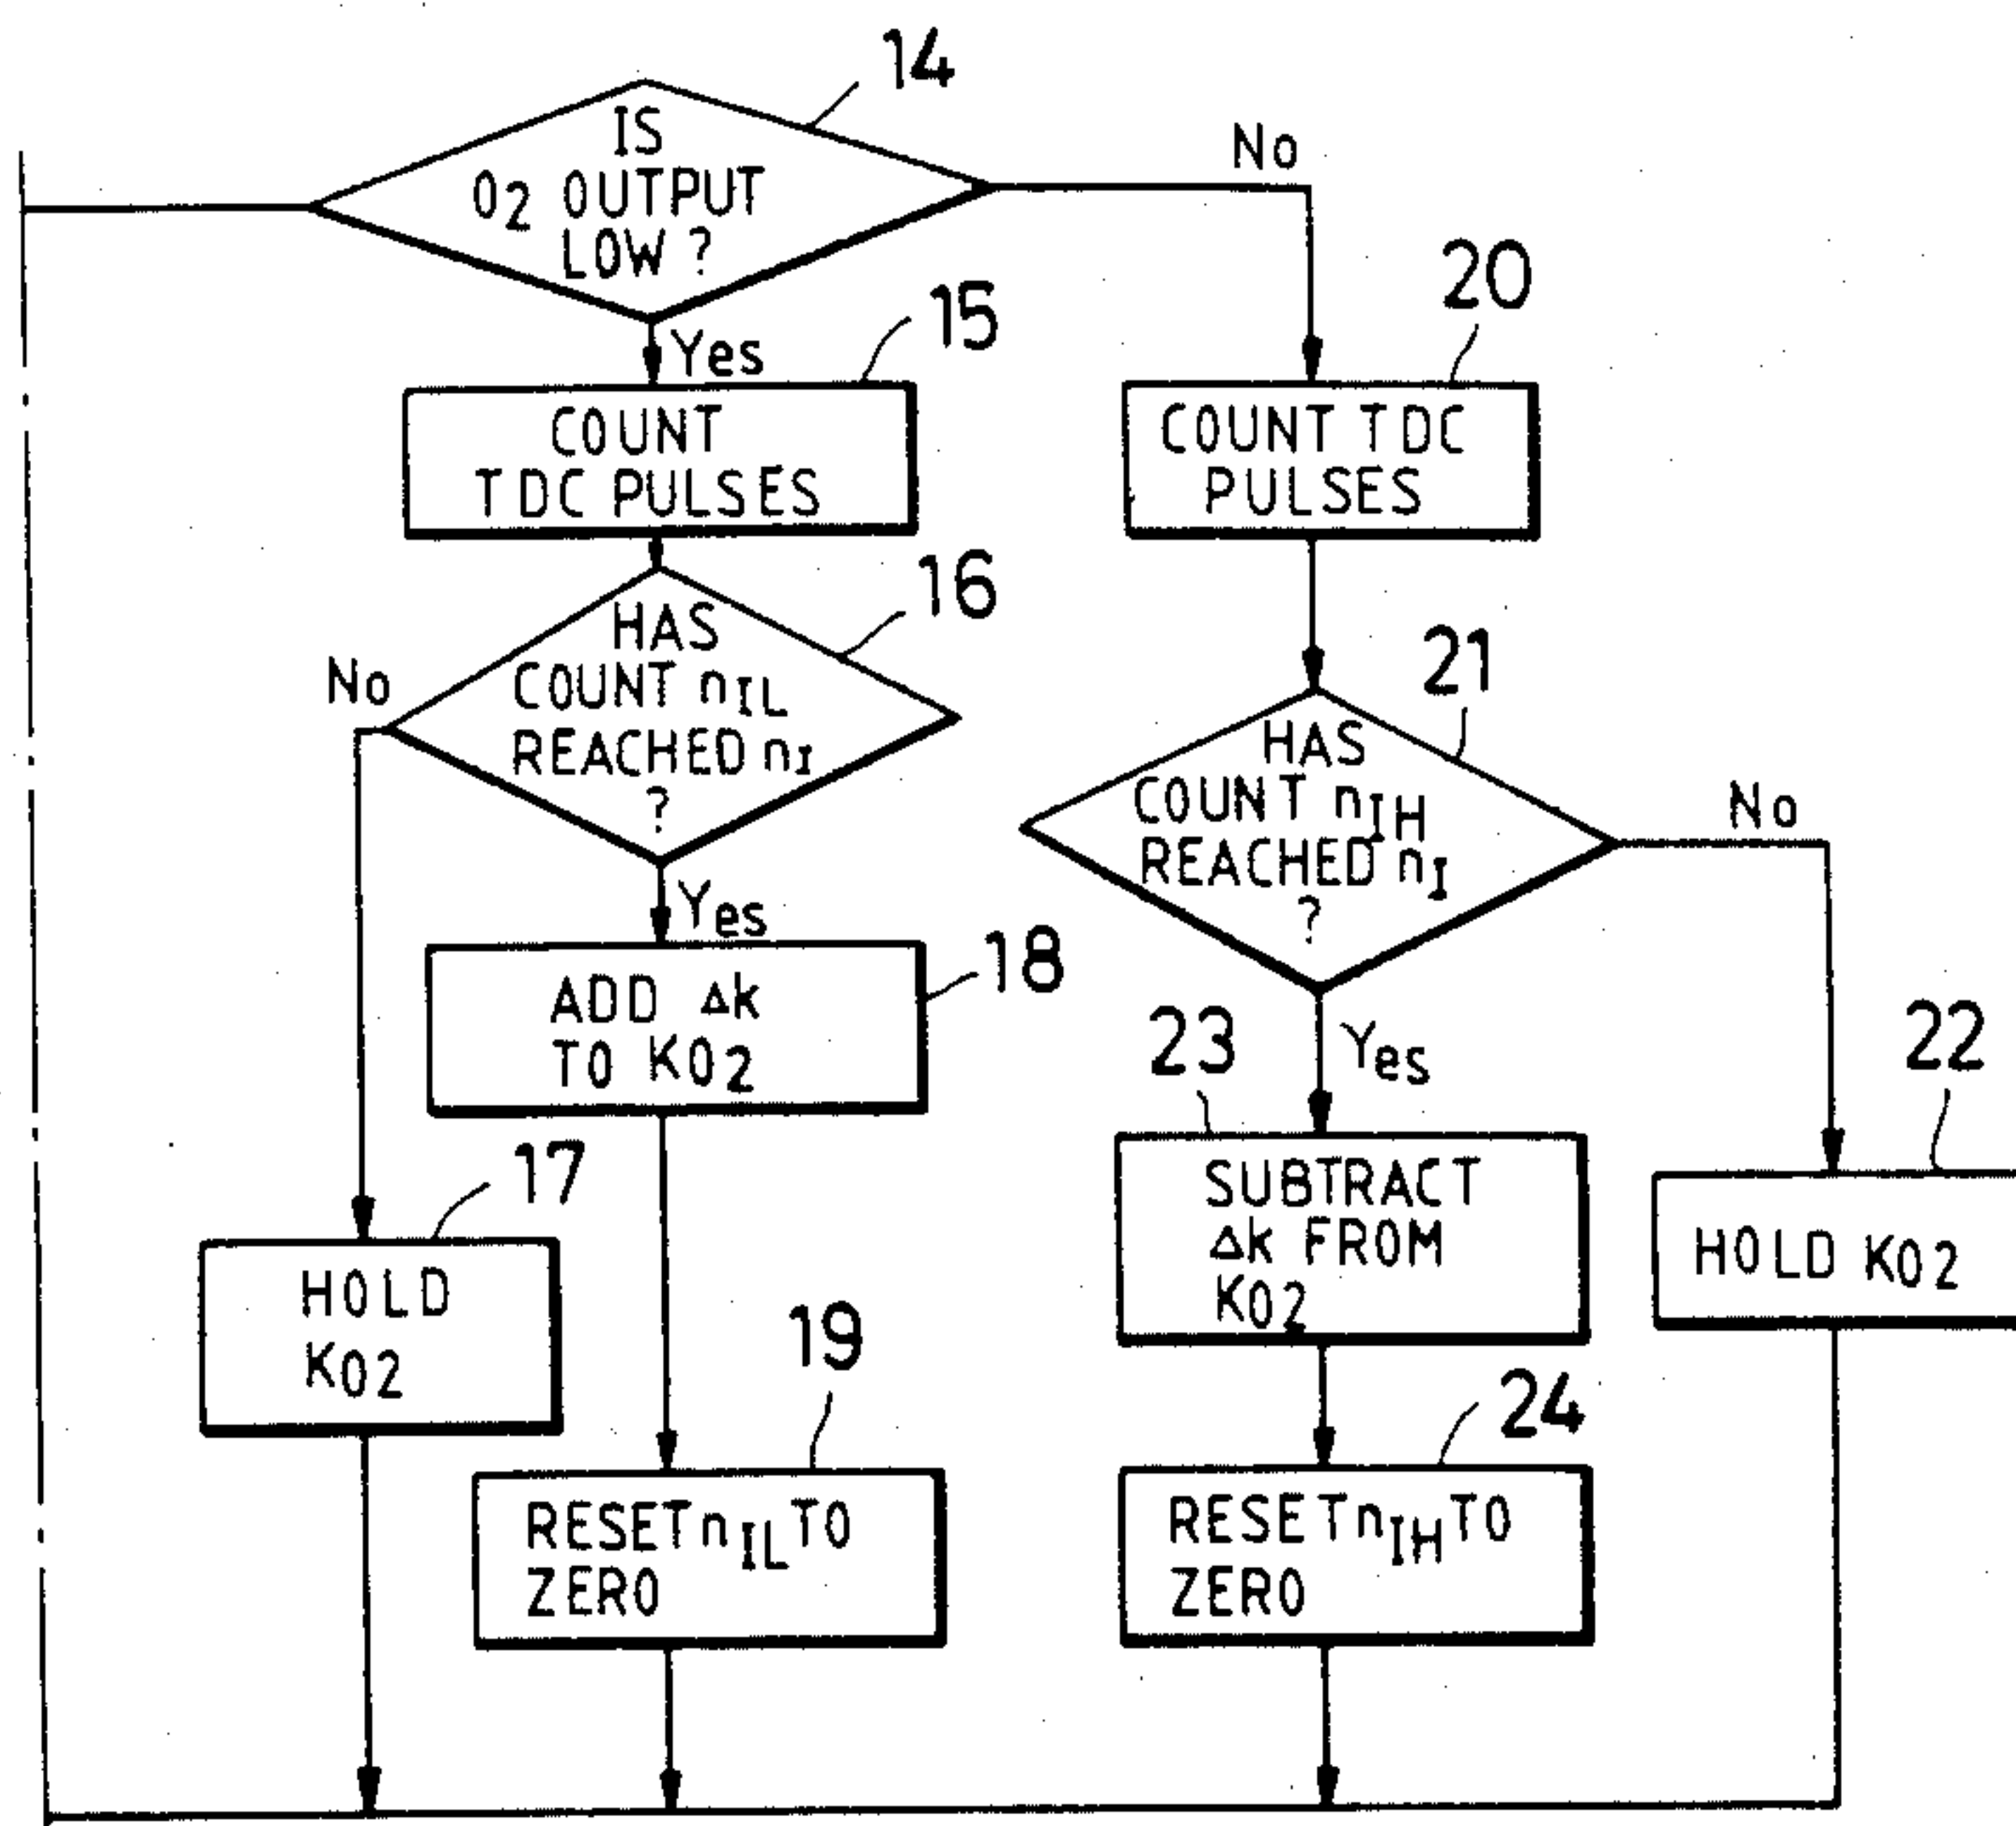 14
IS
O2 OUTPUT
LOW ?
No
Yes
15
COUNT
TDC PULSES
20
COUNT TDC
PULSES
16
HAS
COUNT nIL
REACHED nI
?
No
Yes
21
HAS
COUNT nIH
REACHED nI
?
No
Yes
18
ADD Δk
TO KO2
17
HOLD
KO2
23
SUBTRACT
Δk FROM
KO2
22
HOLD KO2
19
RESET nIL TO
ZERO
24
RESET nIH TO
ZERO